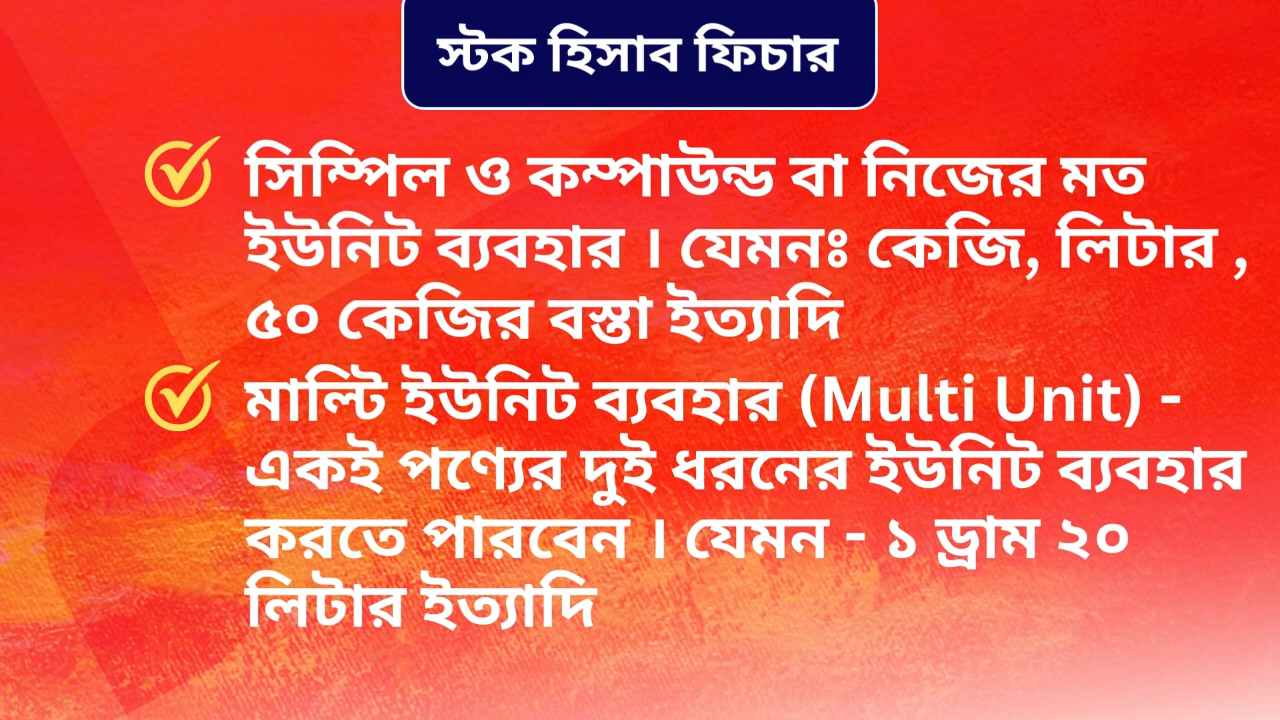 স্টক হিসাব ফিচার
সিম্পিল ও কম্পাউন্ড বা নিজের মত
ইউনিট ব্যবহার । যেমনঃ কেজি, লিটার ,
৫০ কেজির বস্তা ইত্যাদি
মাল্টি ইউনিট ব্যবহার (Multi Unit) -
একই পণ্যের দুই ধরনের ইউনিট ব্যবহার
করতে পারবেন । যেমন - ১ ড্রাম ২০
লিটার ইত্যাদি